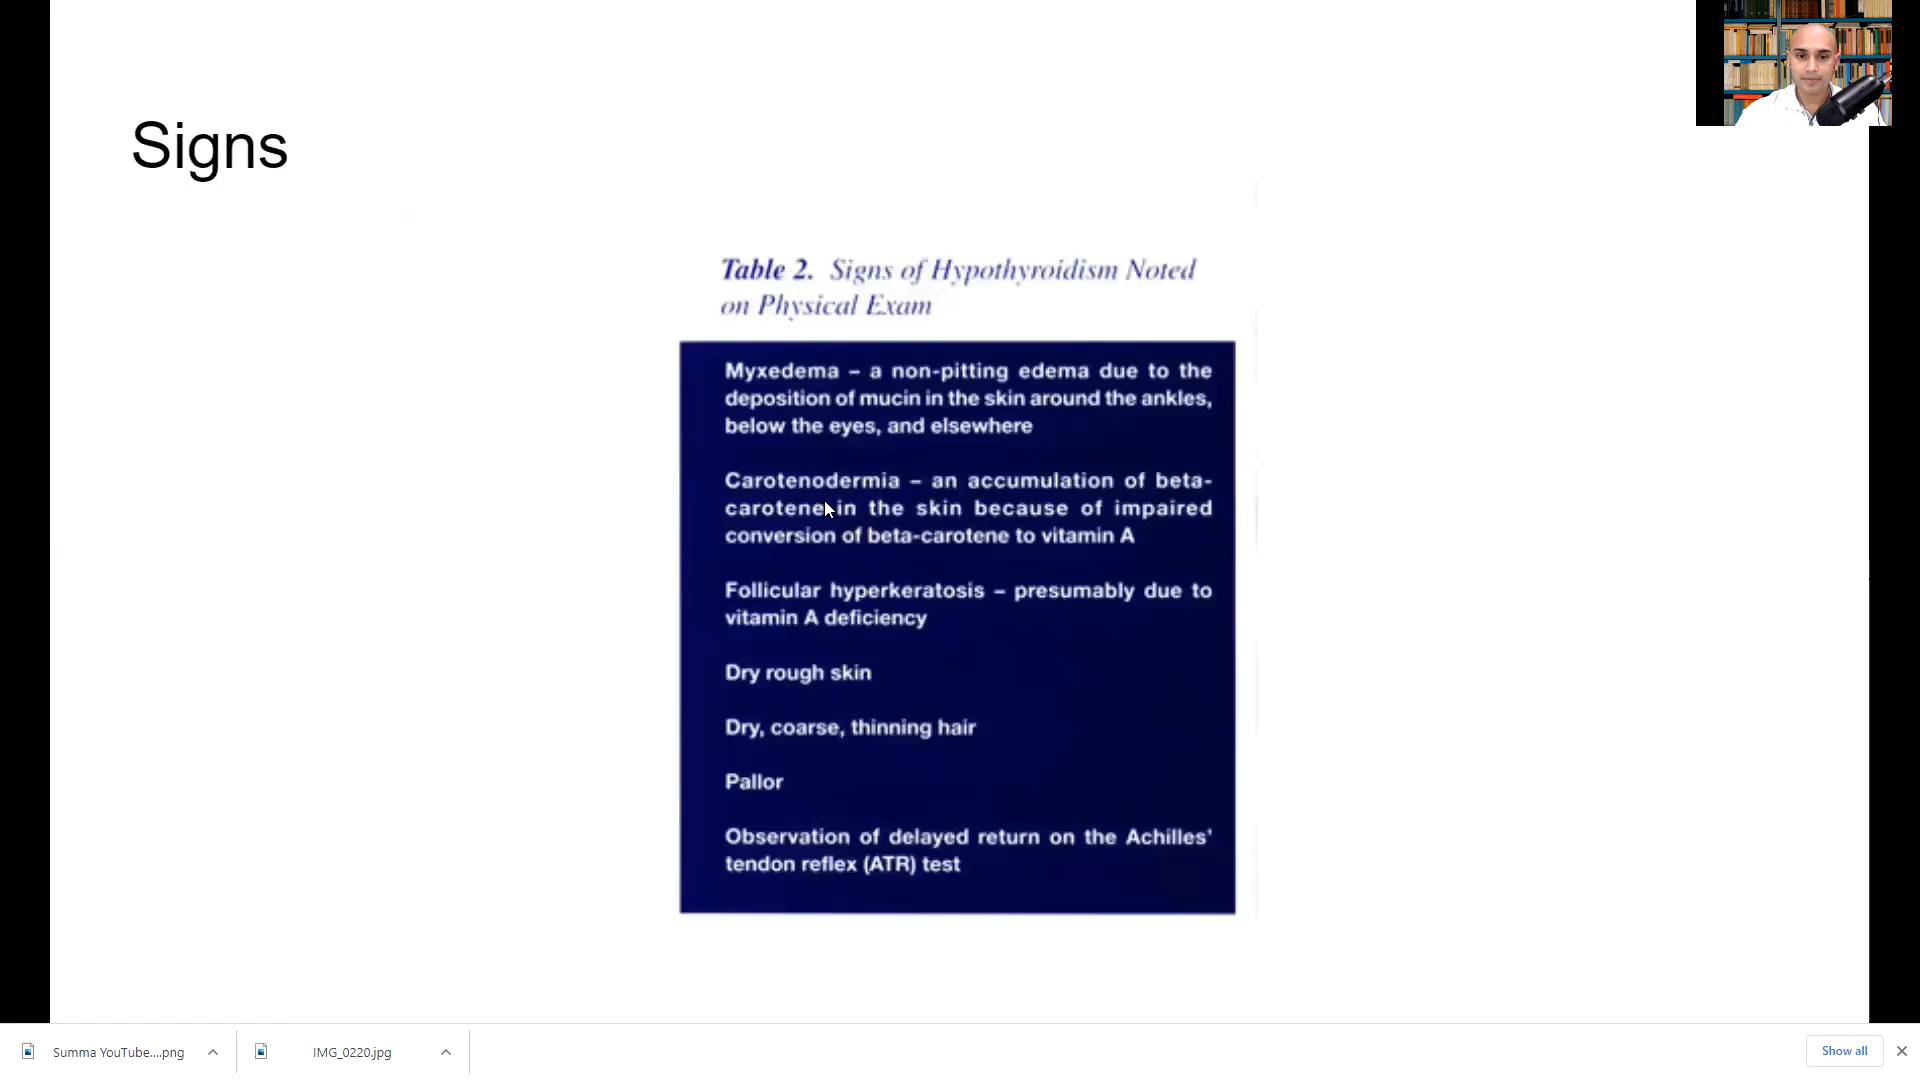 Signs
Table 2. Signs of Hypothyroidism Noted
on Physical Exam
Myxedema – a non-pitting edema due to the
deposition of mucin in the skin around the ankles,
below the eyes, and elsewhere
Carotenodermia – an accumulation of beta-
carotene in the skin because of impaired
conversion of beta-carotene to vitamin A
Follicular hyperkeratosis – presumably due to
vitamin A deficiency
Dry rough skin
Dry, coarse, thinning hair
Pallor
Observation of delayed return on the Achilles'
tendon reflex (ATR) test
Summa YouTube....png
IMG_0220.jpg
Show all